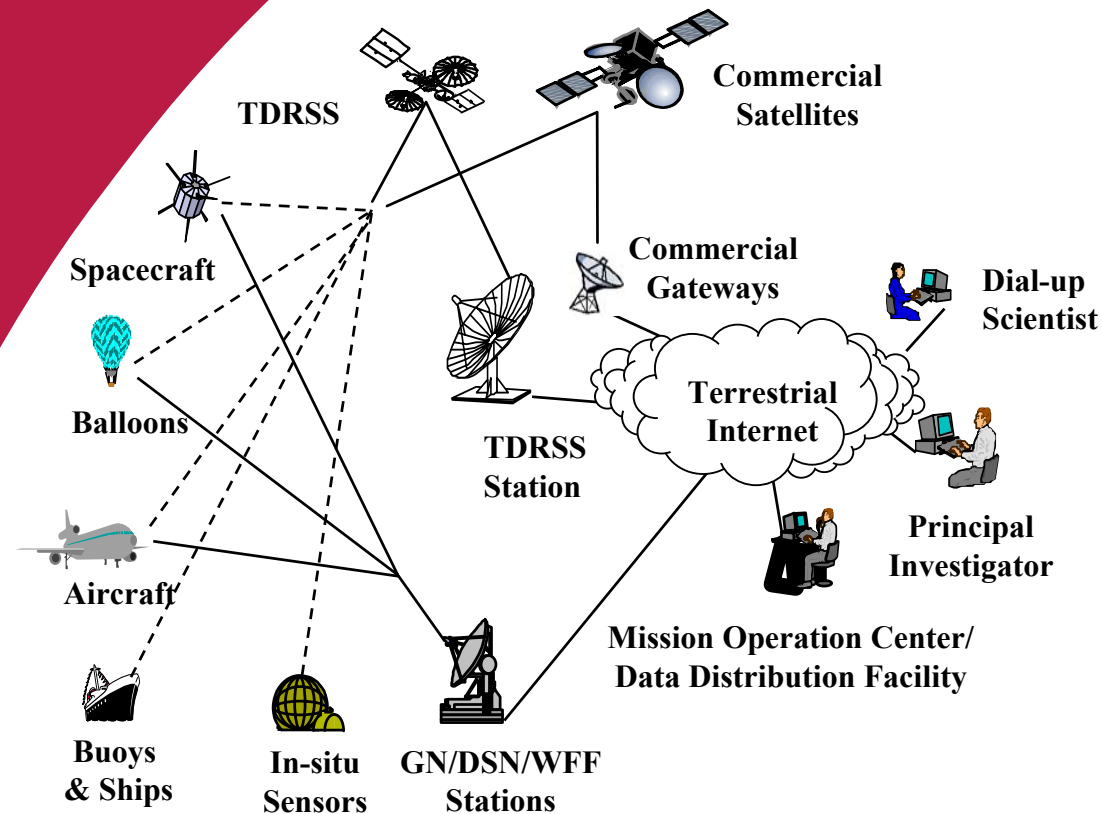 TDRSS
Commercial
Satellites
Spacecraft
Commercial
Gateways
Dial-up
Scientist
Balloons
Terrestrial
Internet
TDRSS
Station
Aircraft
Principal
Investigator
Mission Operation Center/
Data Distribution Facility
Buoys
& Ships
In-situ
Sensors
GN/DSN/WFF
Stations